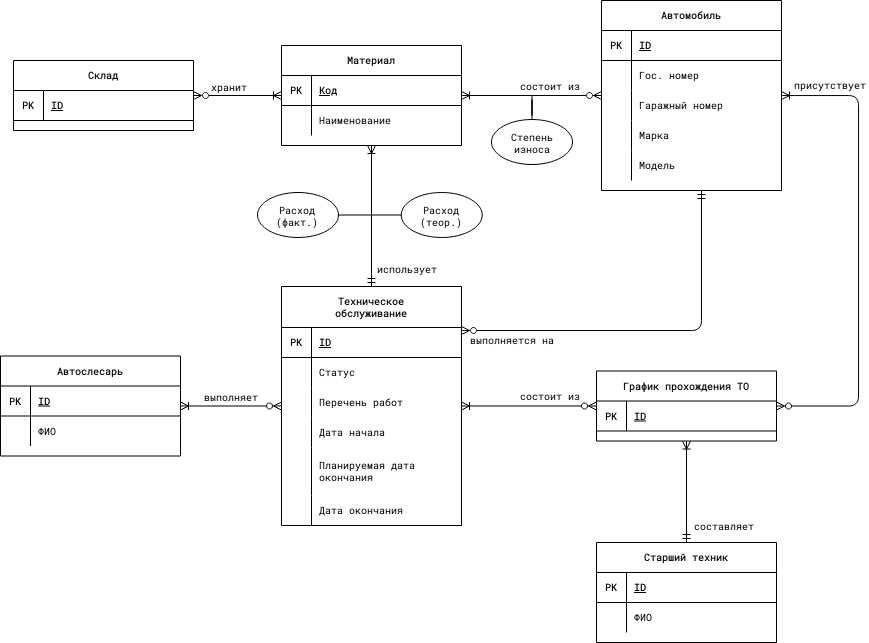 Автомобиль
PK ID
Гос. номер
Гаражный номер
Марка
Модель
Материал
PK Код
Наименование
Склад
PK ID
хранит
состоит из
присутствует
Степень
износа
Расход
(факт.)
Расход
(теор.)
использует
Техническое
обслуживание
PK ID
Статус
Перечень работ
Дата начала
Планируемая дата
окончания
Дата окончания
выполняется на
Автослесарь
PK ID
ФИО
выполняет
состоит из
График прохождения ТО
PK ID
составляет
Старший техник
PK ID
ФИО